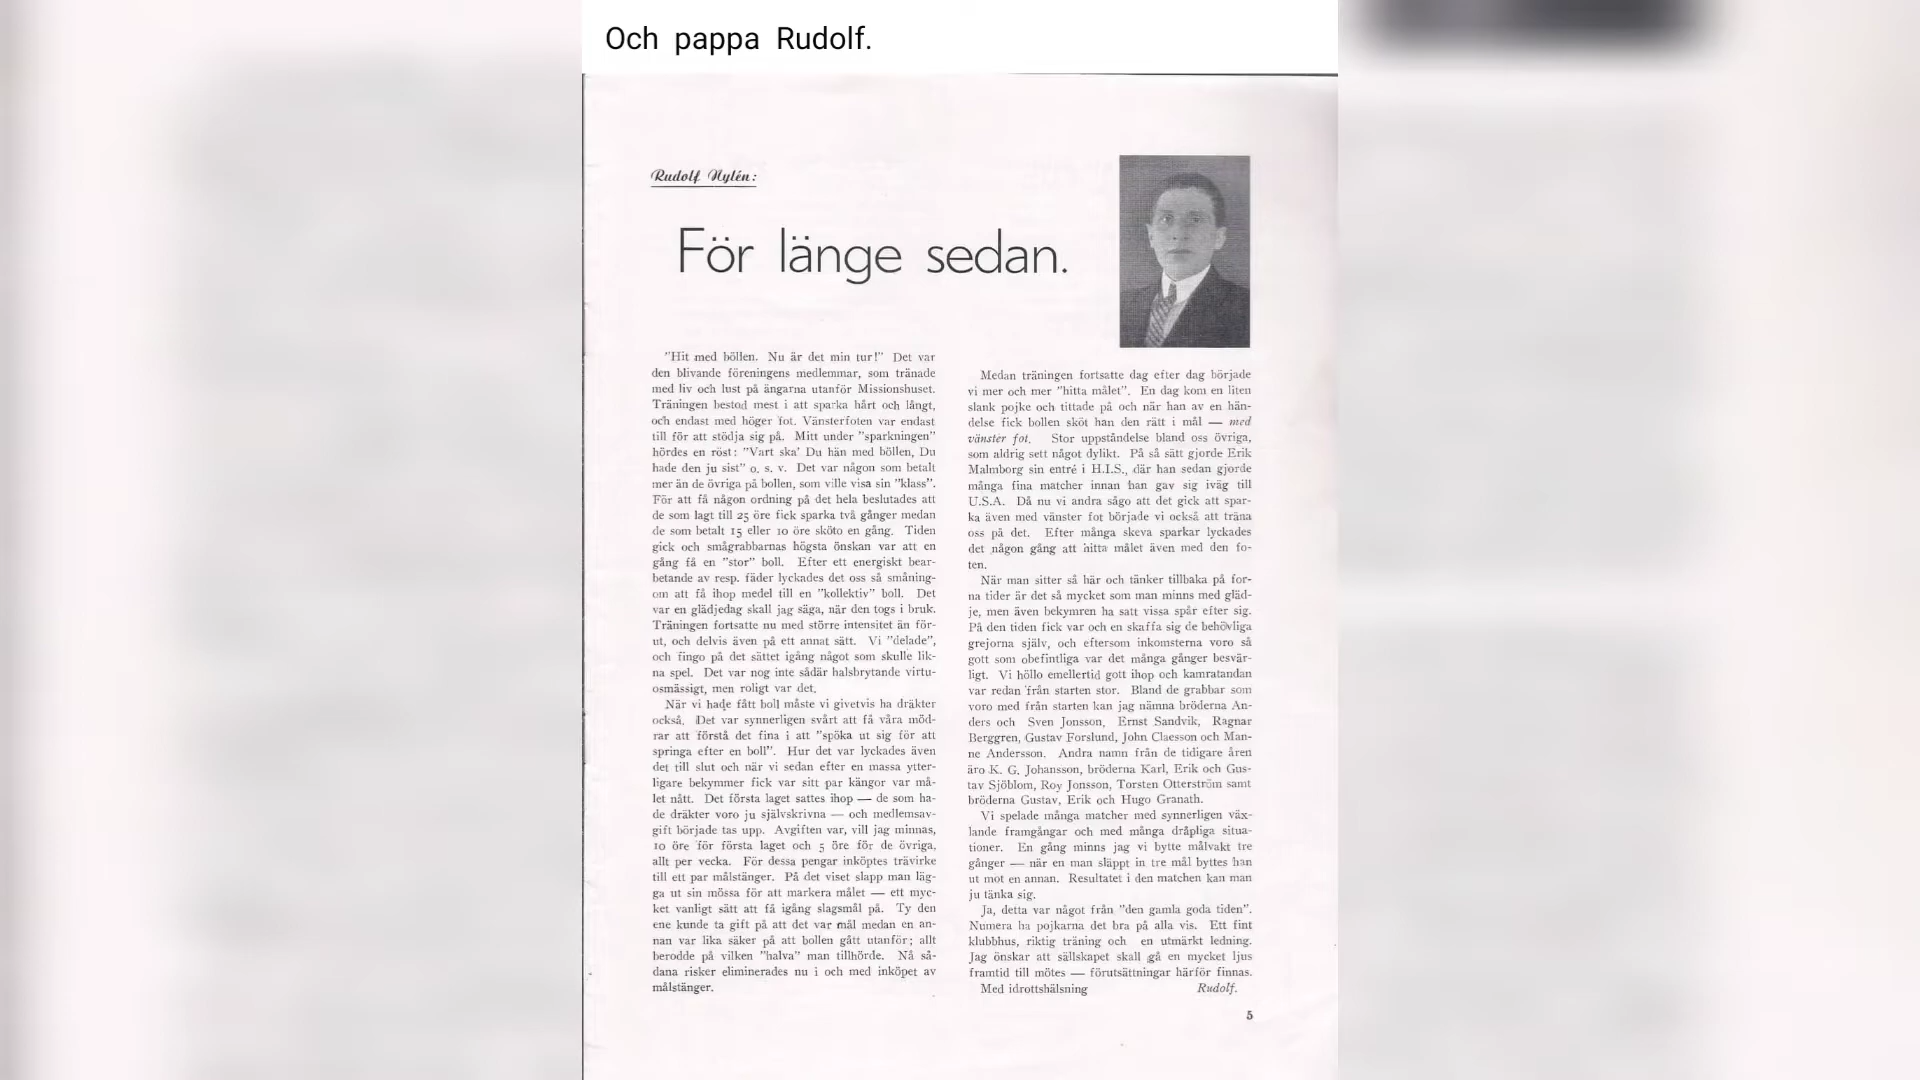 Och pappa Rudolf.
Rudolf Nylén:
För länge sedan.
"Hit med böllen. Nu är det min tur!" Det var
den blivande föreningens medlemmar, som tränade
med liv och lust på ängarna utanför Missionshuset.
Träningen bestod mest i att sparka hårt och långt,
och endast med höger fot. Vänsterfoten var endast
till för att stödja sig på. Mitt under "sparkningen"
hördes en röst: "Vart ska' Du hän med böllen, Du
hade den ju sist" o. s. v. Det var någon som betalt
mer än de övriga på bollen, som ville visa sin "klass".
För att få någon ordning på det hela beslutades att
de som lagt till 25 öre fick sparka två gånger medan
de som betalt 15 eller 10 öre sköto en gång. Tiden
gick och smågrabbarnas högsta önskan var att en
gång få en "stor" boll. Efter ett energiskt bear-
betande av resp. fäder lyckades det oss så småning-
om att få ihop medel till en "kollektiv" boll. Det
var en glädjedag skall jag säga, när den togs i bruk.
Träningen fortsatte nu med större intensitet än för-
ut, och delvis även på ett annat sätt. Vi "delade",
och fingo på det sättet igång något som skulle lik-
na spel. Det var nog inte sådär halsbrytande virtu-
osmässigt, men roligt var det.
När vi hade fått boll måste vi givetvis ha dräkter
också. Det var synnerligen svårt att få våra möd-
rar att förstå det fina i att "spöka ut sig för att
springa efter en boll". Hur det var lyckades även
det till slut och när vi sedan efter en massa ytter-
ligare bekymmer fick var sitt par kängor var må-
let nått. Det första laget sattes ihop — de som ha-
de dräkter voro ju självskrivna — och medlemsav-
gift började tas upp. Avgiften var, vill jag minnas,
10 öre för första laget och 5 öre för de övriga,
allt per vecka. För dessa pengar inköptes trävirke
till ett par målstänger. På det viset slapp man läg-
ga ut sin mössa för att markera målet — ett myc-
ket vanligt sätt att få igång slagsmål på. Ty den
ene kunde ta gift på att det var mål medan en an-
nan var lika säker på att bollen gått utanför; allt
berodde på vilken "halva" man tillhörde. Nå så-
dana risker eliminerades nu i och med inköpet av
målstänger.
Medan träningen fortsatte dag efter dag började
vi mer och mer "hitta målet". En dag kom en liten
slank pojke och tittade på och när han av en hän-
delse fick bollen sköt han den rätt i mål — med
vänster fot. Stor uppståndelse bland oss övriga,
som aldrig sett något dylikt. På så sätt gjorde Erik
Malmborg sin entré i H.I.S., där han sedan gjorde
många fina matcher innan han gav sig iväg till
U.S.A. Då nu vi andra sågo att det gick att spar-
ka även med vänster fot började vi också att träna
oss på det. Efter många skeva sparkar lyckades
det någon gång att hitta målet även med den fo-
ten.
När man sitter så här och tänker tillbaka på for-
na tider är det så mycket som man minns med gläd-
je, men även bekymren ha satt vissa spår efter sig.
På den tiden fick var och en skaffa sig de behövliga
grejorna själv, och eftersom inkomsterna voro så
gott som obefintliga var det många gånger besvär-
ligt. Vi höllo emellertid gott ihop och kamratandan
var redan från starten stor. Bland de grabbar som
voro med från starten kan jag nämna bröderna An-
ders och Sven Jonsson, Ernst Sandvik, Ragnar
Berggren, Gustav Forslund, John Claesson och Man-
ne Andersson. Andra namn från de tidigare åren
äro K. G. Johansson, bröderna Karl, Erik och Gus-
tav Sjöblom, Roy Jonsson, Torsten Otterström samt
bröderna Gustav, Erik och Hugo Granath.
Vi spelade många matcher med synnerligen väx-
lande framgångar och med många dråpliga situa-
tioner. En gång minns jag vi bytte målvakt tre
gånger — när en man släppt in tre mål byttes han
ut mot en annan. Resultatet i den matchen kan man
ju tänka sig.
Ja, detta var något från "den gamla goda tiden".
Numera ha pojkarna det bra på alla vis. Ett fint
klubbhus, riktig träning och en utmärkt ledning.
Jag önskar att sällskapet skall gå en mycket ljus
framtid till mötes — förutsättningar härför finnas.
Med idrottshälsning Rudolf.
5